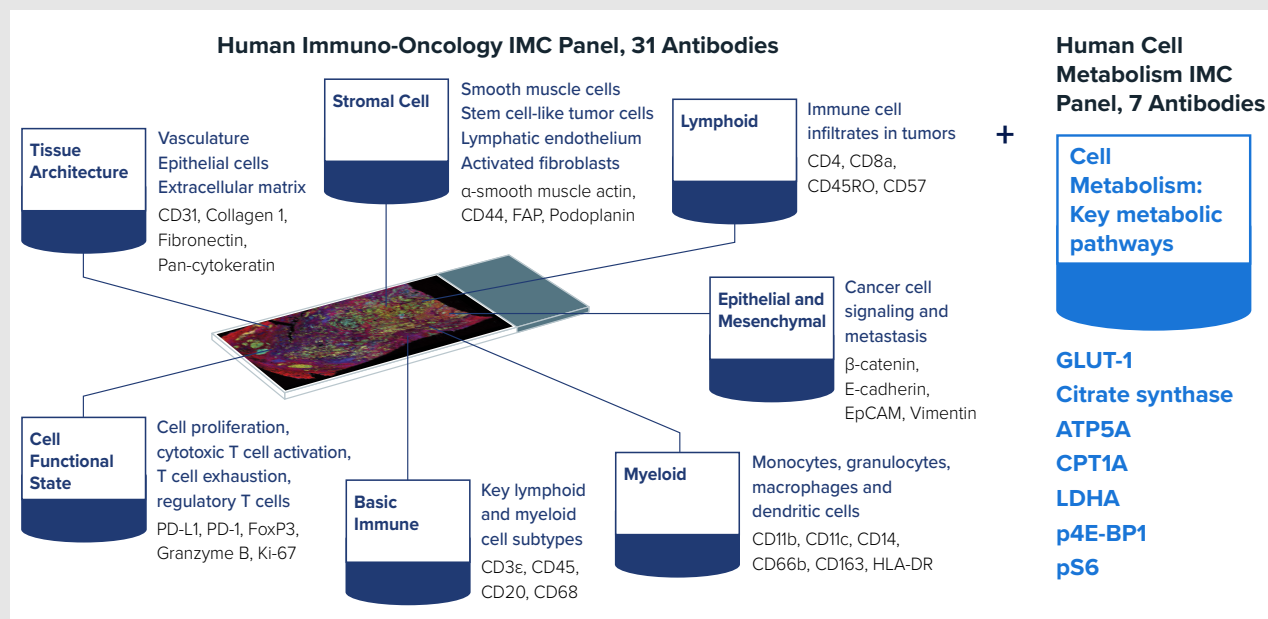 Human Immuno-Oncology IMC Panel, 31 Antibodies
Tissue
Architecture
Vasculature
Epithelial cells
Extracellular matrix
CD31, Collagen 1,
Fibronectin,
Pan-cytokeratin
Stromal Cell
Smooth muscle cells
Stem cell-like tumor cells
Lymphatic endothelium
Activated fibroblasts
α-smooth muscle actin,
CD44, FAP, Podoplanin
Lymphoid
Immune cell
infiltrates in tumors
CD4, CD8a,
CD45RO, CD57
Epithelial and
Mesenchymal
Cancer cell
signaling and
metastasis
β-catenin,
E-cadherin,
EpCAM, Vimentin
Cell
Functional
State
Cell proliferation,
cytotoxic T cell activation,
T cell exhaustion,
regulatory T cells
PD-L1, PD-1, FoxP3,
Granzyme B, Ki-67
Basic
Immune
Key lymphoid
and myeloid
cell subtypes
CD3ε, CD45,
CD20, CD68
Myeloid
Monocytes, granulocytes,
macrophages and
dendritic cells
CD11b, CD11c, CD14,
CD66b, CD163, HLA-DR
+
Human Cell
Metabolism IMC
Panel, 7 Antibodies
Cell
Metabolism:
Key metabolic
pathways
GLUT-1
Citrate synthase
ATP5A
CPT1A
LDHA
p4E-BP1
pS6